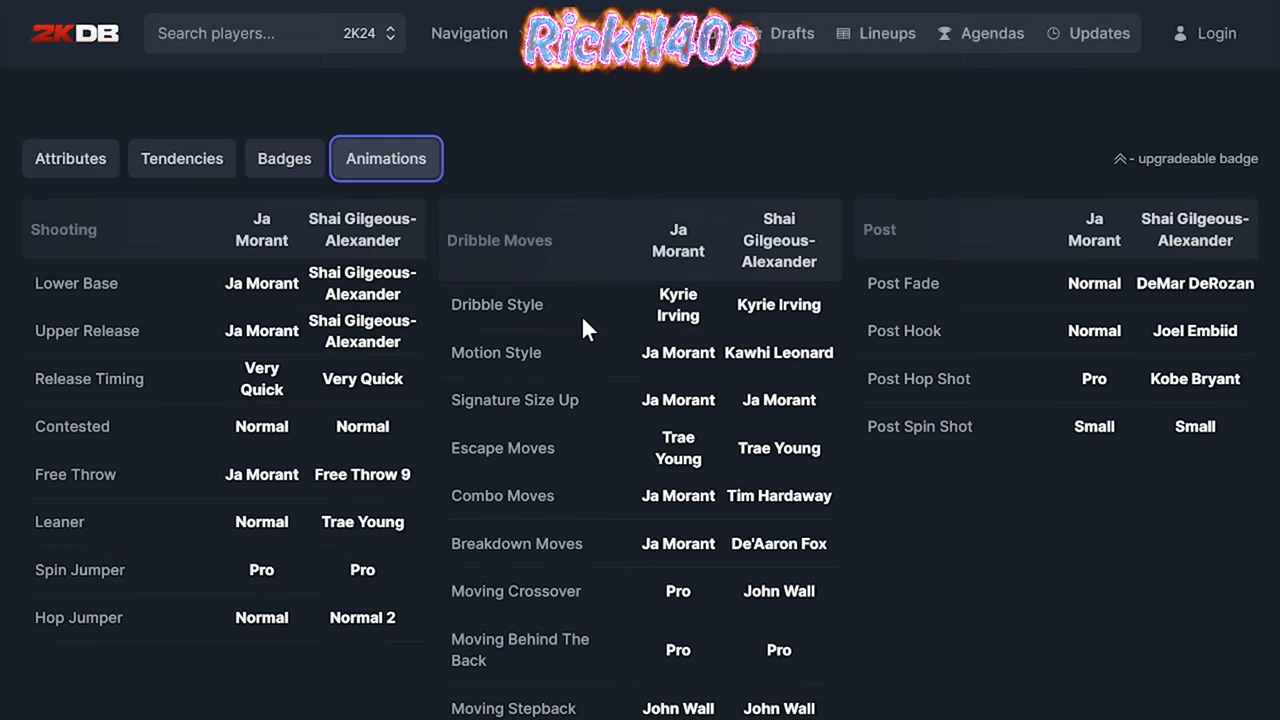 2KDB Search players... 2K24 Navigation RickN40s Drafts Lineups Agendas Updates Login
Attributes Tendencies Badges Animations - upgradeable badge
Shooting Ja Morant Shai Gilgeous-Alexander
Lower Base Ja Morant Shai Gilgeous-Alexander
Upper Release Ja Morant Shai Gilgeous-Alexander
Release Timing Very Quick Very Quick
Contested Normal Normal
Free Throw Ja Morant Free Throw 9
Leaner Normal Trae Young
Spin Jumper Pro Pro
Hop Jumper Normal Normal 2
Dribble Moves Ja Morant Shai Gilgeous-Alexander
Dribble Style Kyrie Irving Kyrie Irving
Motion Style Ja Morant Kawhi Leonard
Signature Size Up Ja Morant Ja Morant
Escape Moves Trae Young Trae Young
Combo Moves Ja Morant Tim Hardaway
Breakdown Moves Ja Morant De'Aaron Fox
Moving Crossover Pro John Wall
Moving Behind The Back Pro Pro
Moving Stepback John Wall John Wall
Post Ja Morant Shai Gilgeous-Alexander
Post Fade Normal DeMar DeRozan
Post Hook Normal Joel Embiid
Post Hop Shot Pro Kobe Bryant
Post Spin Shot Small Small